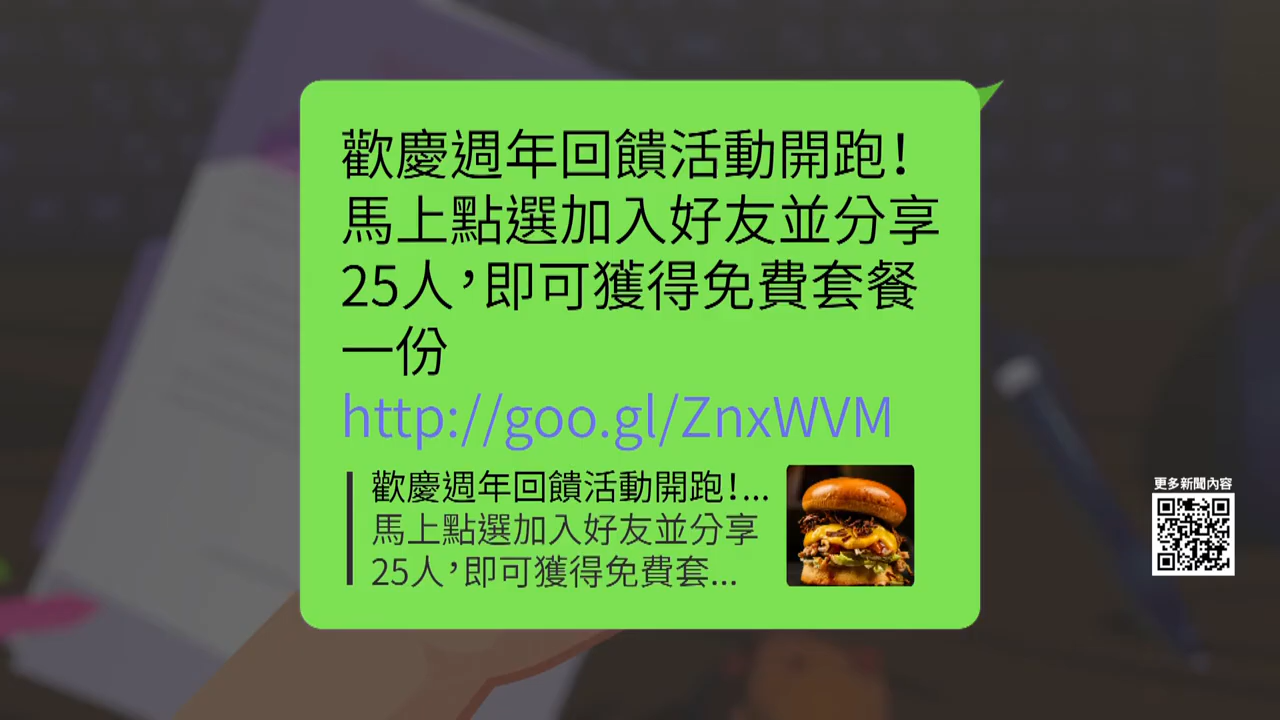 歡慶週年回饋活動開跑!
馬上點選加入好友並分享
25人,即可獲得免費套餐
一份
http://goo.gl/ZnxWVM
歡慶週年回饋活動開跑!...
馬上點選加入好友並分享
25人,即可獲得免費套...
更多新聞內容